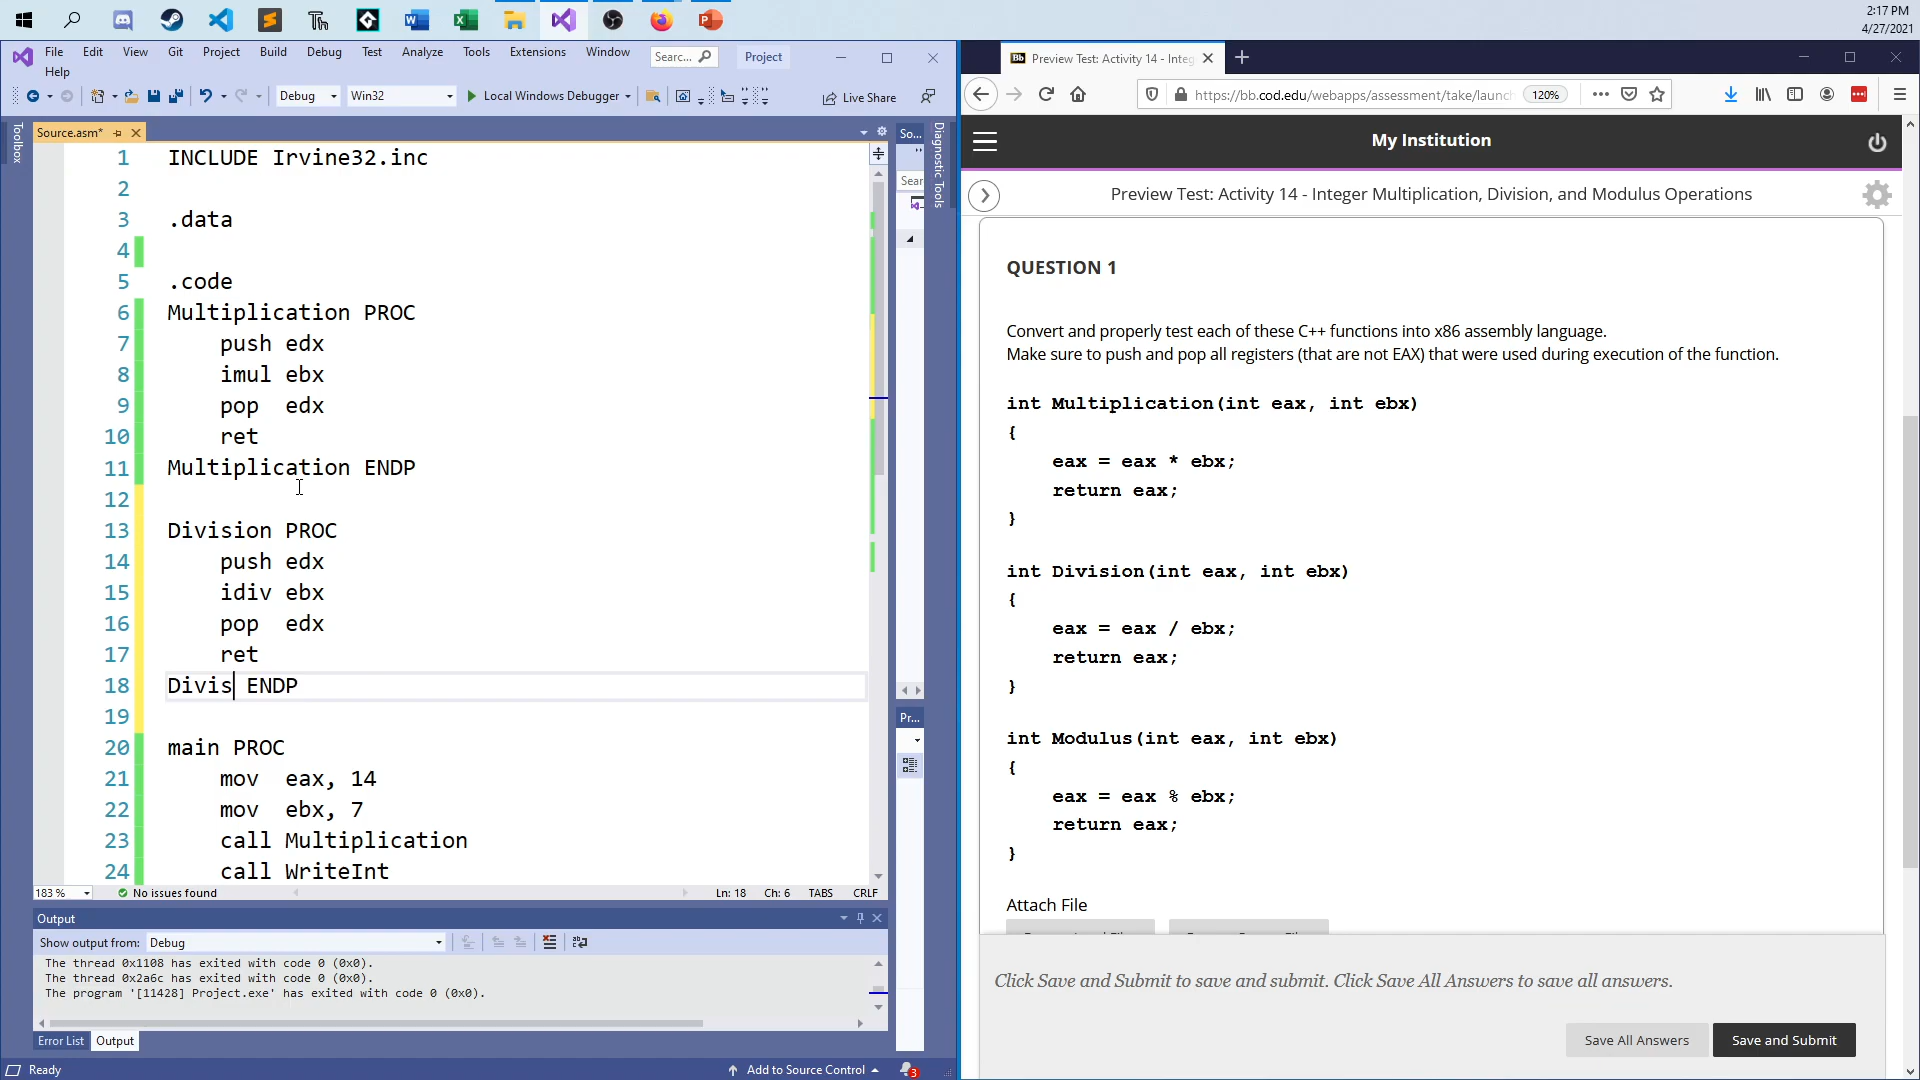 2:17 PM
4/27/2021
File Edit View Git Project Build Debug Test Analyze Tools Extensions Window
Help
Searc...
Project
Debug
Win32
Local Windows Debugger
Live Share
Toolbox
Source.asm*
So...
Sear
Diagnostic Tools
1 INCLUDE Irvine32.inc
2
3 .data
4
5 .code
6 Multiplication PROC
7 push edx
8 imul ebx
9 pop edx
10 ret
11 Multiplication ENDP
12
13 Division PROC
14 push edx
15 idiv ebx
16 pop edx
17 ret
18 Divis ENDP
19
20 main PROC
21 mov eax, 14
22 mov ebx, 7
23 call Multiplication
24 call WriteInt
Pr...
183 % No issues found Ln: 18 Ch: 6 TABS CRLF
Output
Show output from: Debug
The thread 0x1108 has exited with code 0 (0x0).
The thread 0x2a6c has exited with code 0 (0x0).
The program '[11428] Project.exe' has exited with code 0 (0x0).
Error List Output
Ready
Add to Source Control
3
Bb Preview Test: Activity 14 - Integ
https://bb.cod.edu/webapps/assessment/take/launch
120%
My Institution
Preview Test: Activity 14 - Integer Multiplication, Division, and Modulus Operations
QUESTION 1
Convert and properly test each of these C++ functions into x86 assembly language.
Make sure to push and pop all registers (that are not EAX) that were used during execution of the function.
int Multiplication(int eax, int ebx)
{
eax = eax * ebx;
return eax;
}
int Division(int eax, int ebx)
{
eax = eax / ebx;
return eax;
}
int Modulus(int eax, int ebx)
{
eax = eax % ebx;
return eax;
}
Attach File
Click Save and Submit to save and submit. Click Save All Answers to save all answers.
Save All Answers
Save and Submit